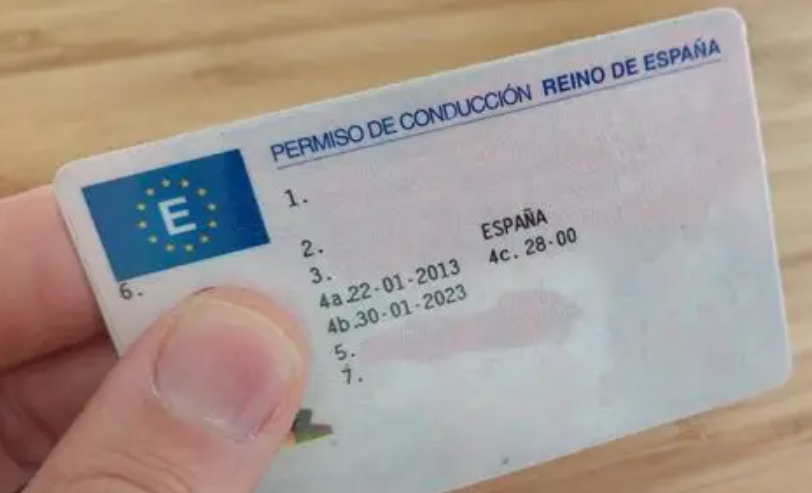 PERMISO DE CONDUCCIÓN REINO DE ESPAÑA
E
1.
2.
3. ESPAÑA
4a.22-01-2013 4c. 28-00
4b.30-01-2023
5.
6.
7.